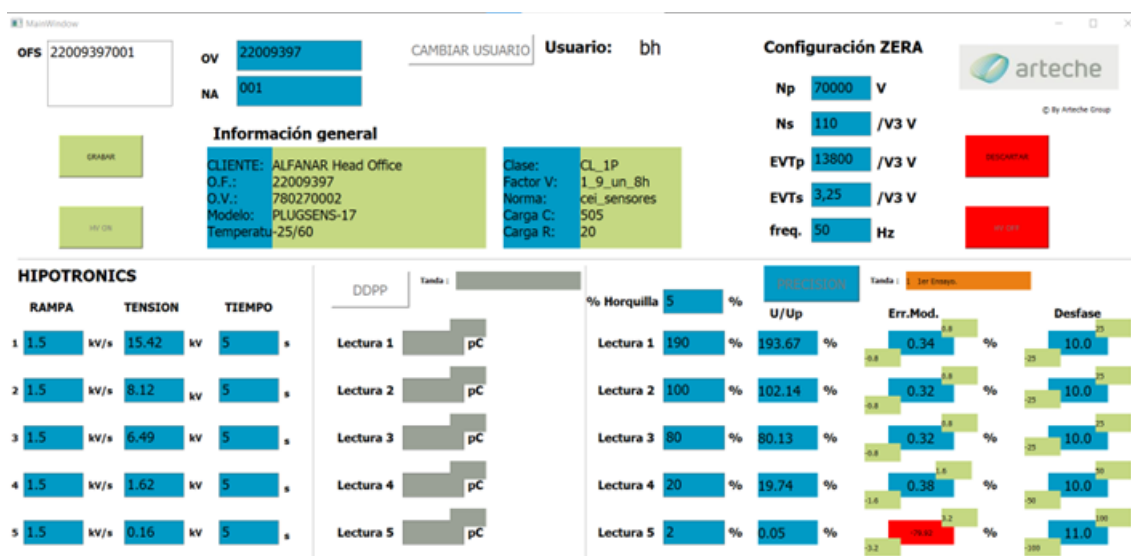 MainWindow
OFS 22009397001
OV 22009397
NA 001
CAMBIAR USUARIO Usuario: bh
Configuración ZERA
arteche
© By Arteche Group
Np 70000 V
Ns 110 /V3 V
EVTp 13800 /V3 V
EVTs 3,25 /V3 V
freq. 50 Hz
GRABAR
HV ON
DESCARTAR
HV OFF
Información general
CLIENTE: ALFANAR Head Office
O.F.: 22009397
O.V.: 780270002
Modelo: PLUGSENS-17
Temperatu-25/60
Clase: CL_1P
Factor V: 1_9_un_8h
Norma: cei_sensores
Carga C: 505
Carga R: 20
HIPOTRONICS
RAMPA TENSION TIEMPO
1 1.5 kV/s 15.42 kV 5 s
2 1.5 kV/s 8.12 kV 5 s
3 1.5 kV/s 6.49 kV 5 s
4 1.5 kV/s 1.62 kV 5 s
5 1.5 kV/s 0.16 kV 5 s
DDPP Tanda :
Lectura 1 pC
Lectura 2 pC
Lectura 3 pC
Lectura 4 pC
Lectura 5 pC
PRECISION Tanda : 1 1er Ensayo.
% Horquilla 5 %
U/Up Err.Mod. Desfase
0.8 25
Lectura 1 190 % 193.67 % 0.34 % 10.0
-0.8 -25
0.8 25
Lectura 2 100 % 102.14 % 0.32 % 10.0
-0.8 -25
0.8 25
Lectura 3 80 % 80.13 % 0.32 % 10.0
-0.8 -25
1.6 50
Lectura 4 20 % 19.74 % 0.38 % 10.0
-1.6 -50
3.2 100
Lectura 5 2 % 0.05 % % 11.0
-3.2 -100